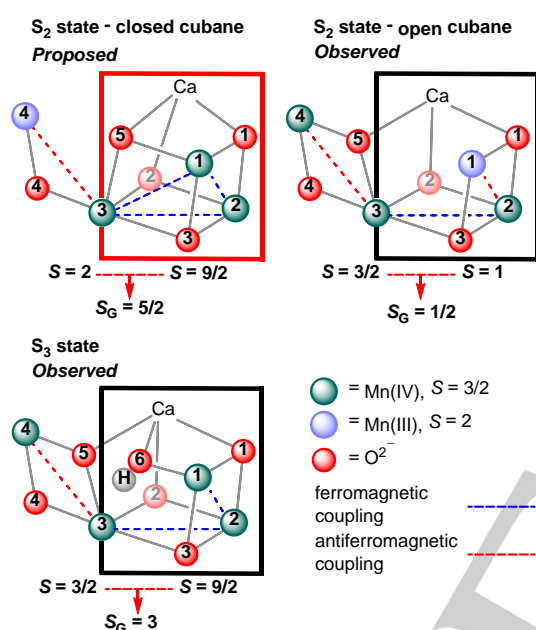 S₂ state - closed cubane
Proposed
Ca
4
5
1
1
2
4
3
2
3
S = 2
S = 9/2
S_G = 5/2
S₂ state - open cubane
Observed
Ca
4
5
1
1
2
4
3
2
3
S = 3/2
S = 1
S_G = 1/2
S₃ state
Observed
Ca
4
5
6
1
H
1
2
4
3
2
3
S = 3/2
S = 9/2
S_G = 3
= Mn(IV), S = 3/2
= Mn(III), S = 2
= O²⁻
ferromagnetic
coupling
antiferromagnetic
coupling